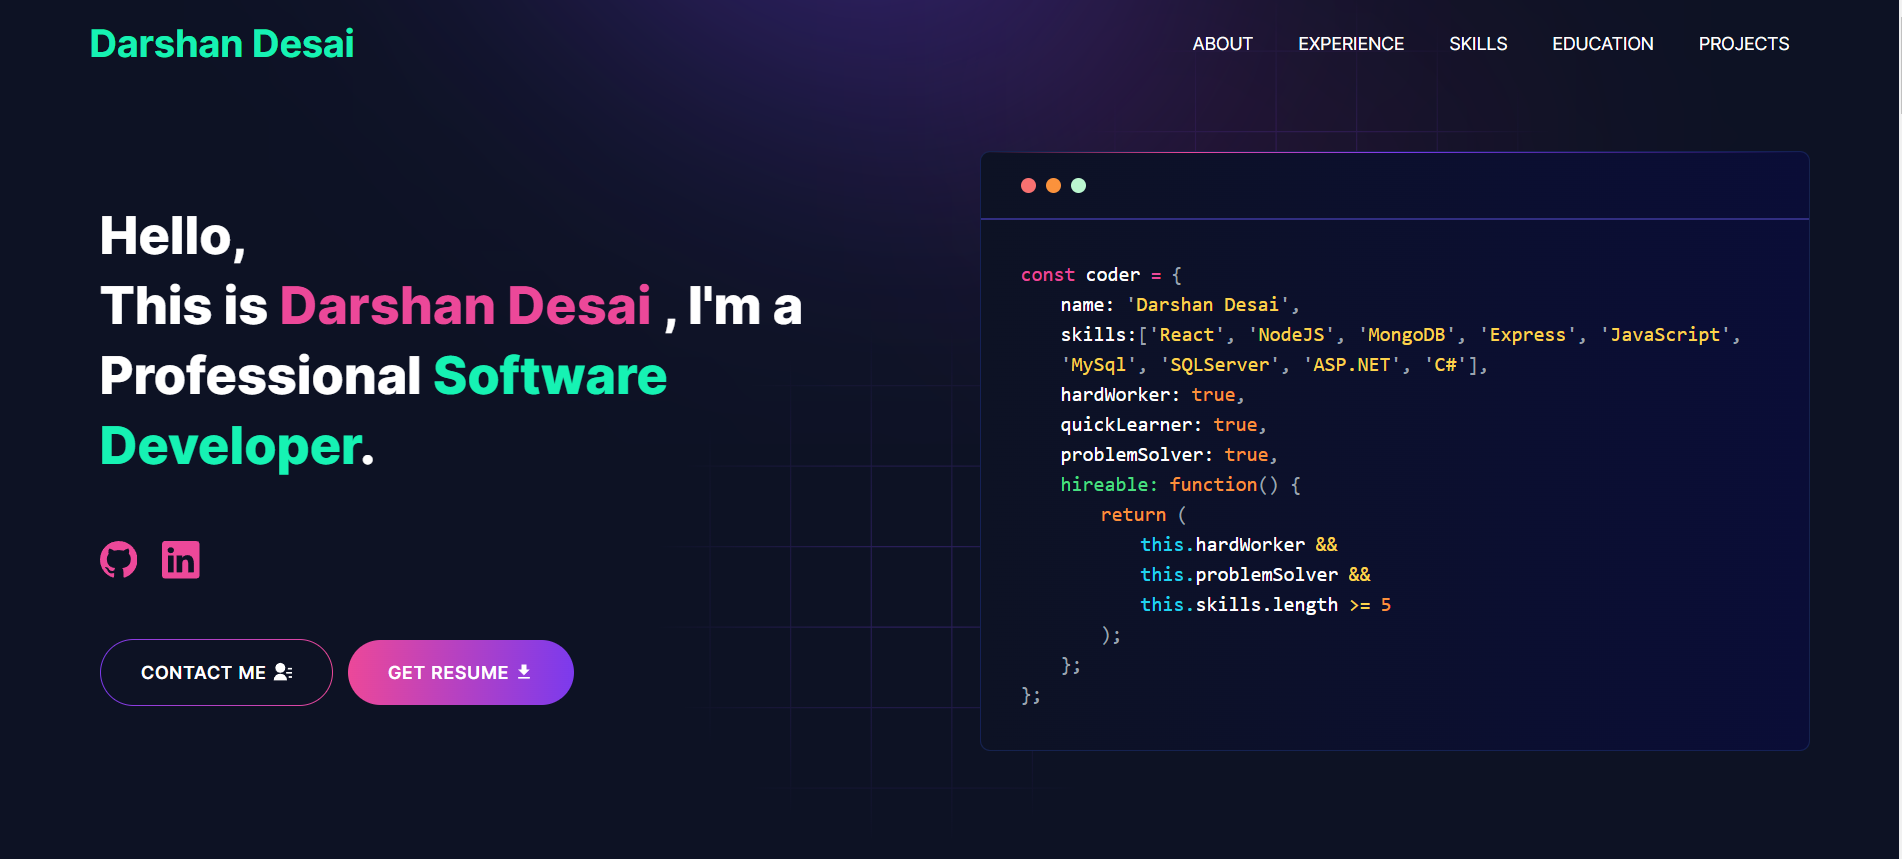 Darshan Desai
ABOUT EXPERIENCE SKILLS EDUCATION PROJECTS
Hello,
This is Darshan Desai , I'm a
Professional Software
Developer.
CONTACT ME GET RESUME
const coder = {
name: 'Darshan Desai',
skills:['React', 'NodeJS', 'MongoDB', 'Express', 'JavaScript',
'MySql', 'SQLServer', 'ASP.NET', 'C#'],
hardWorker: true,
quickLearner: true,
problemSolver: true,
hireable: function() {
return (
this.hardWorker &&
this.problemSolver &&
this.skills.length >= 5
);
};
};